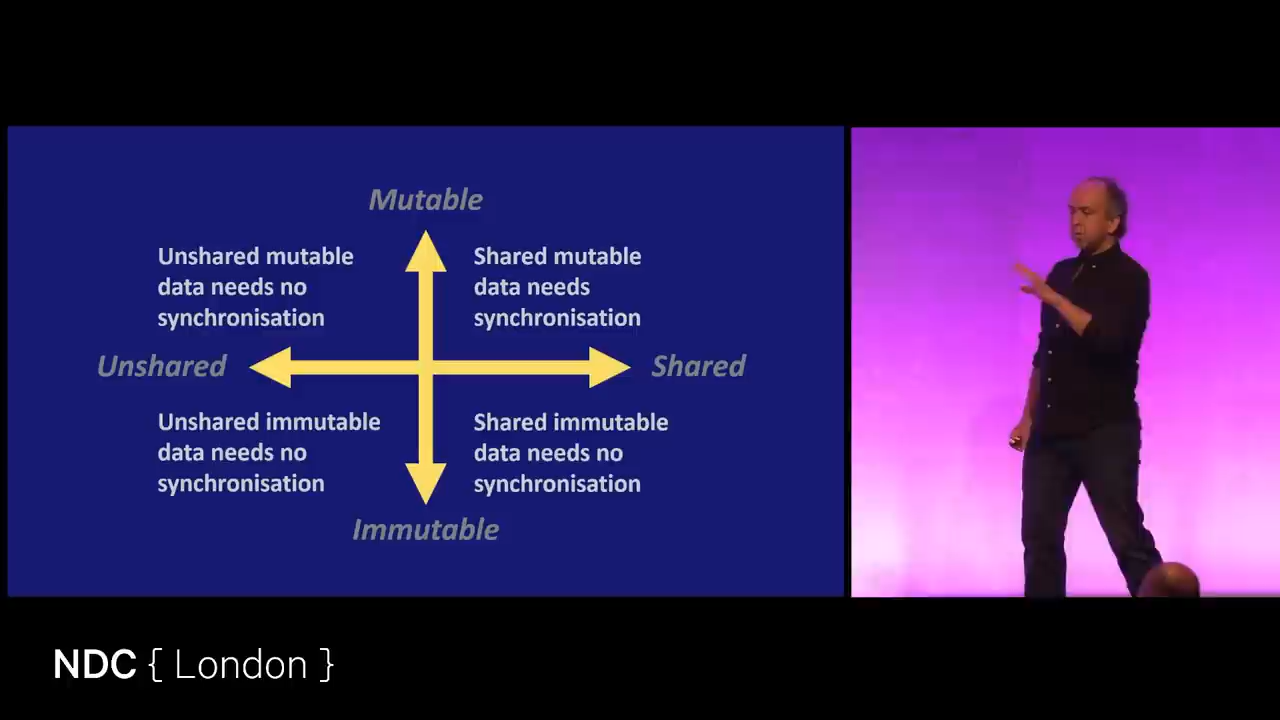 Mutable
Unshared mutable
data needs no
synchronisation
Shared mutable
data needs
synchronisation
Unshared
Shared
Unshared immutable
data needs no
synchronisation
Shared immutable
data needs no
synchronisation
Immutable
NDC { London }